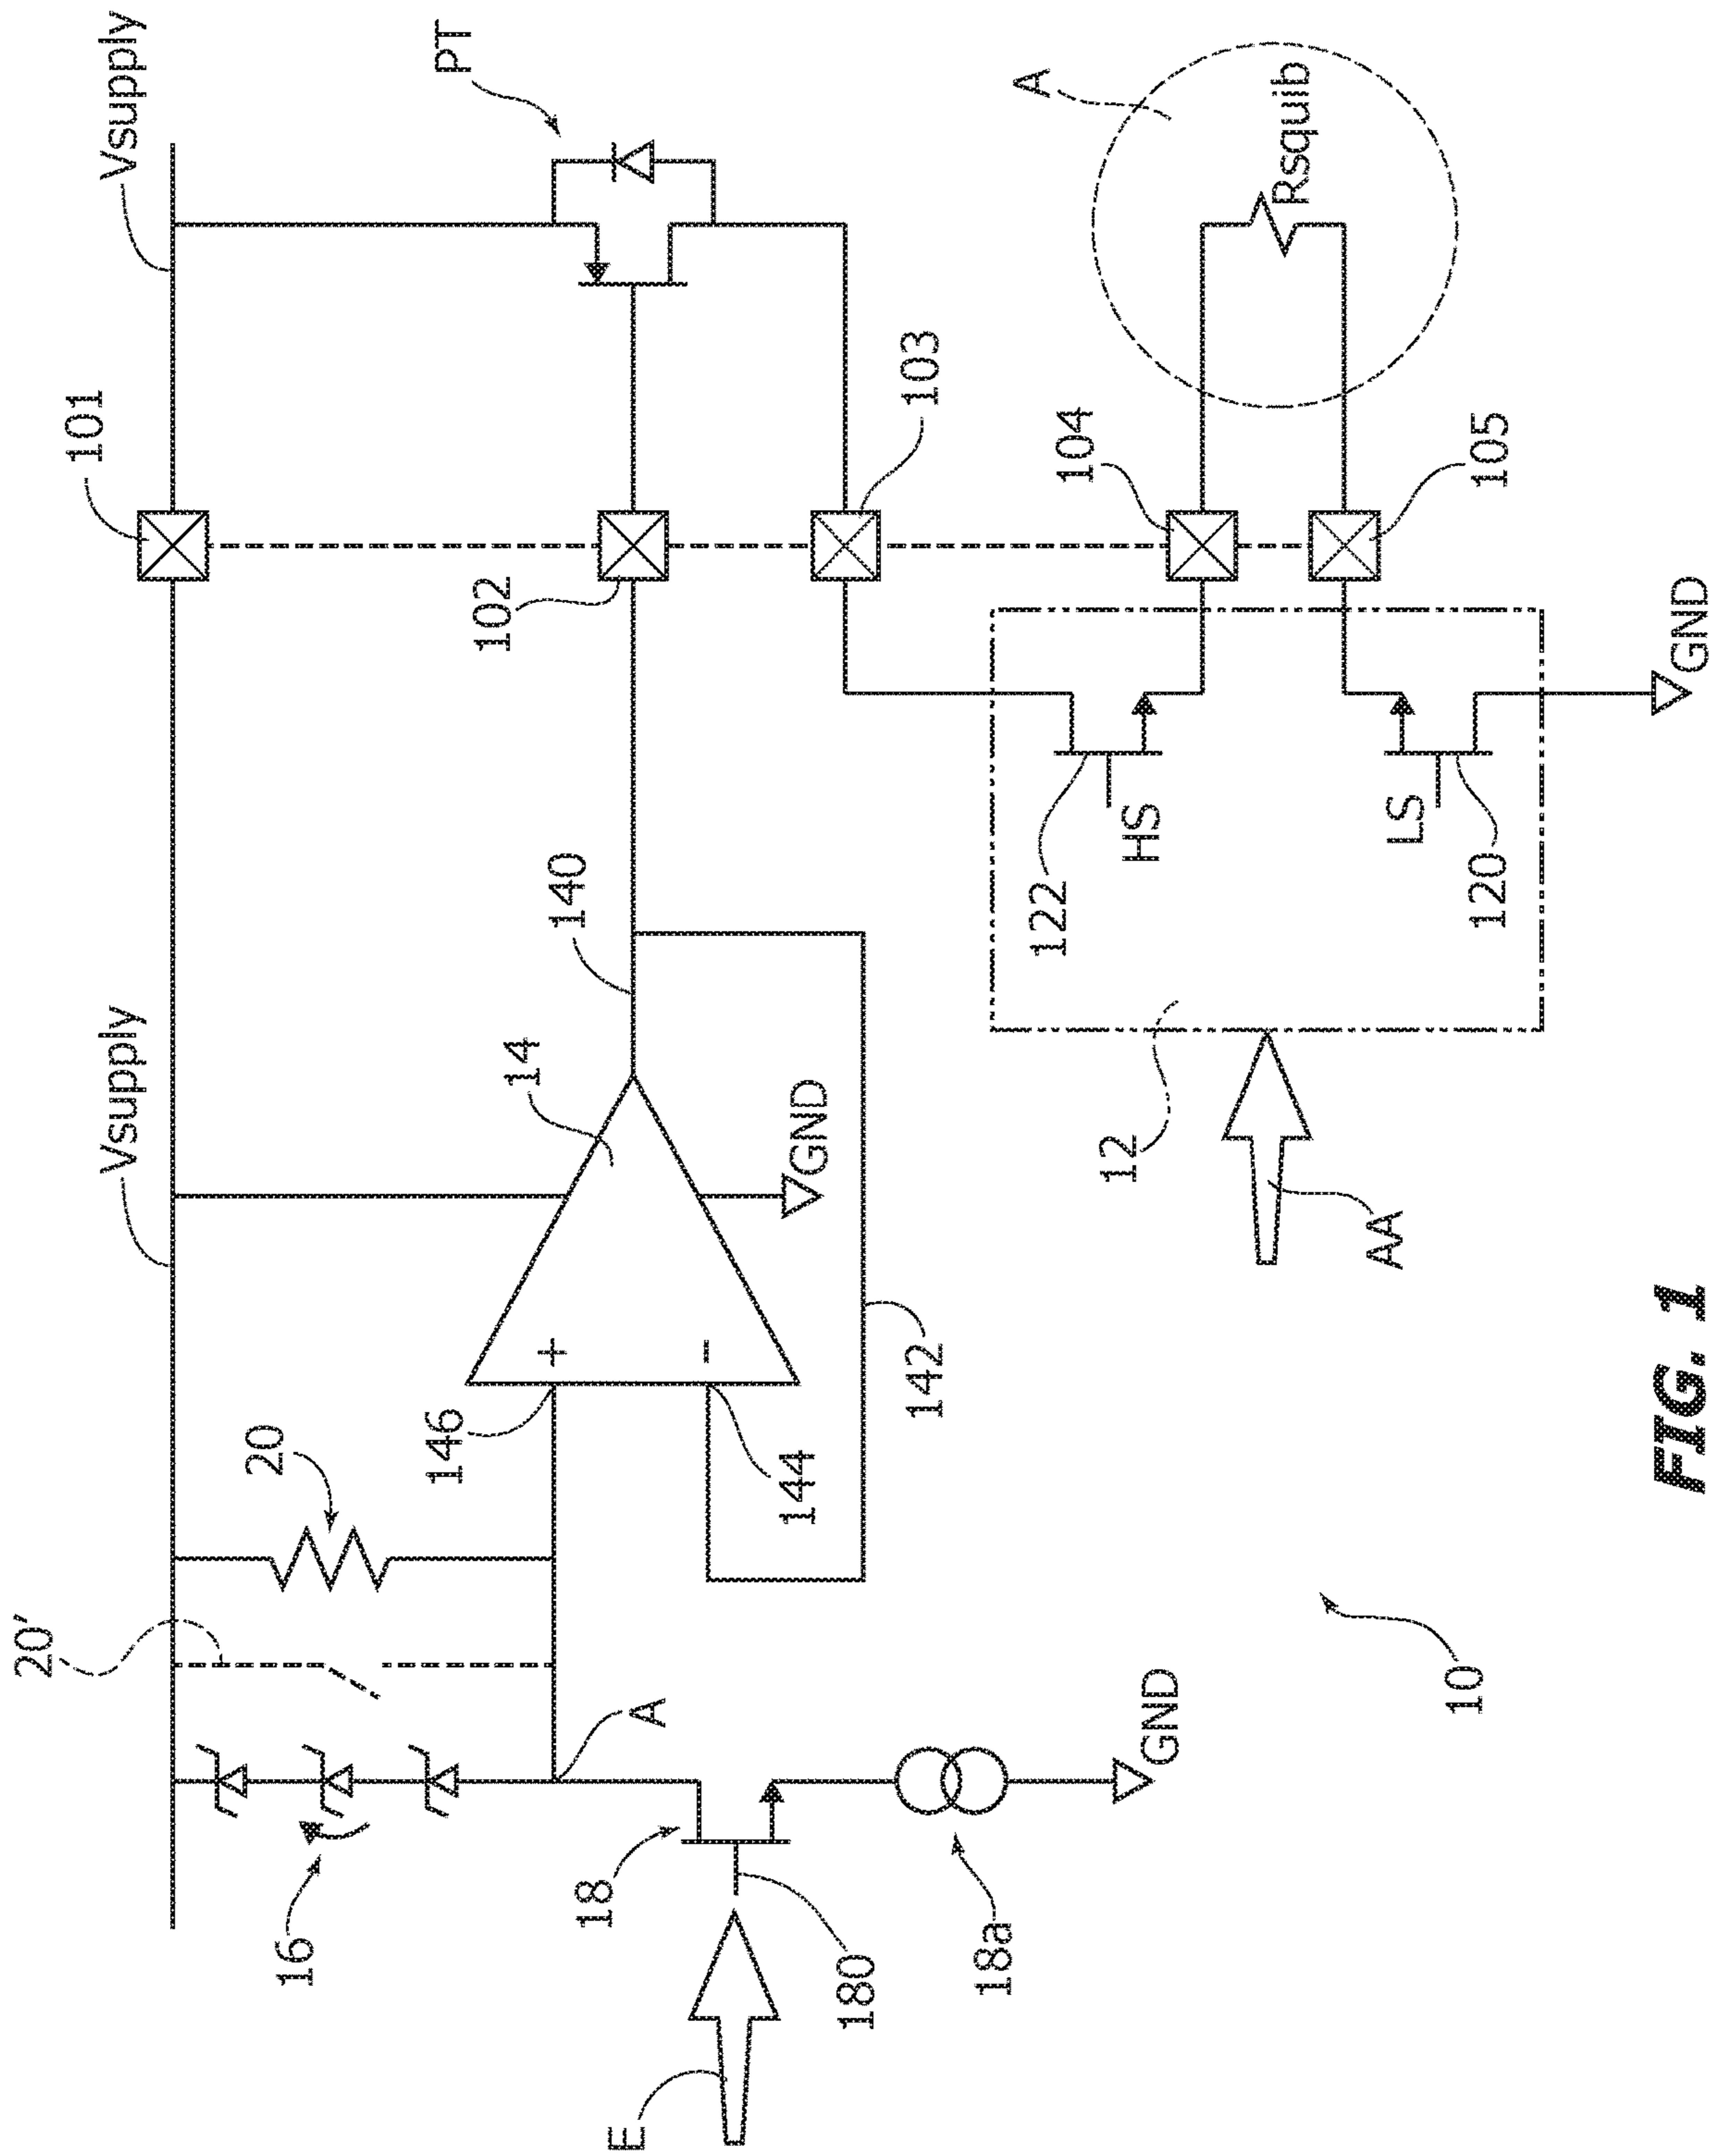 Vsupply
Vsupply
101
PT
20'
20
16
A
146
144
14
140
142
102
103
GND
18
180
18a
E
GND
104
105
A
Rsquib
122
HS
LS
120
12
AA
GND
10
FIG. 1
+
-